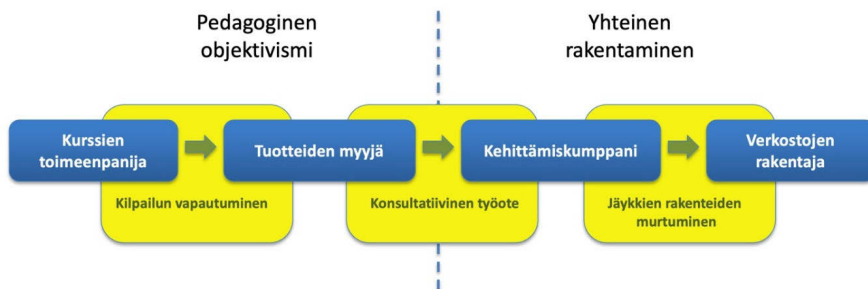 Pedagoginen
objektivismi
Yhteinen
rakentaminen
Kurssien
toimeenpanija
Tuotteiden myyjä
Kehittämiskumppani
Verkostojen
rakentaja
Kilpailun vapautuminen
Konsultatiivinen työote
Jäykkien rakenteiden
murtuminen